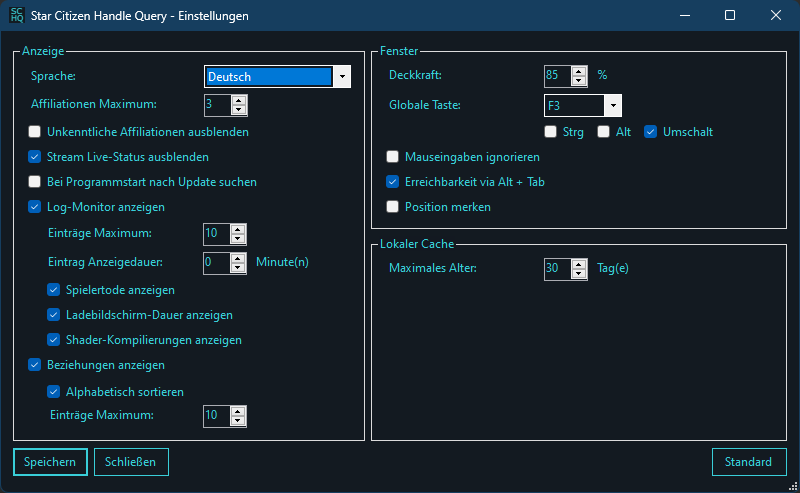 SC
HQ
Star Citizen Handle Query - Einstellungen
Anzeige
Sprache: Deutsch
Affiliationen Maximum: 3
Unkenntliche Affiliationen ausblenden
Stream Live-Status ausblenden
Bei Programmstart nach Update suchen
Log-Monitor anzeigen
Einträge Maximum: 10
Eintrag Anzeigedauer: 0 Minute(n)
Spielertode anzeigen
Ladebildschirm-Dauer anzeigen
Shader-Kompilierungen anzeigen
Beziehungen anzeigen
Alphabetisch sortieren
Einträge Maximum: 10
Fenster
Deckkraft: 85 %
Globale Taste: F3
Strg Alt Umschalt
Mauseingaben ignorieren
Erreichbarkeit via Alt + Tab
Position merken
Lokaler Cache
Maximales Alter: 30 Tag(e)
Speichern Schließen Standard